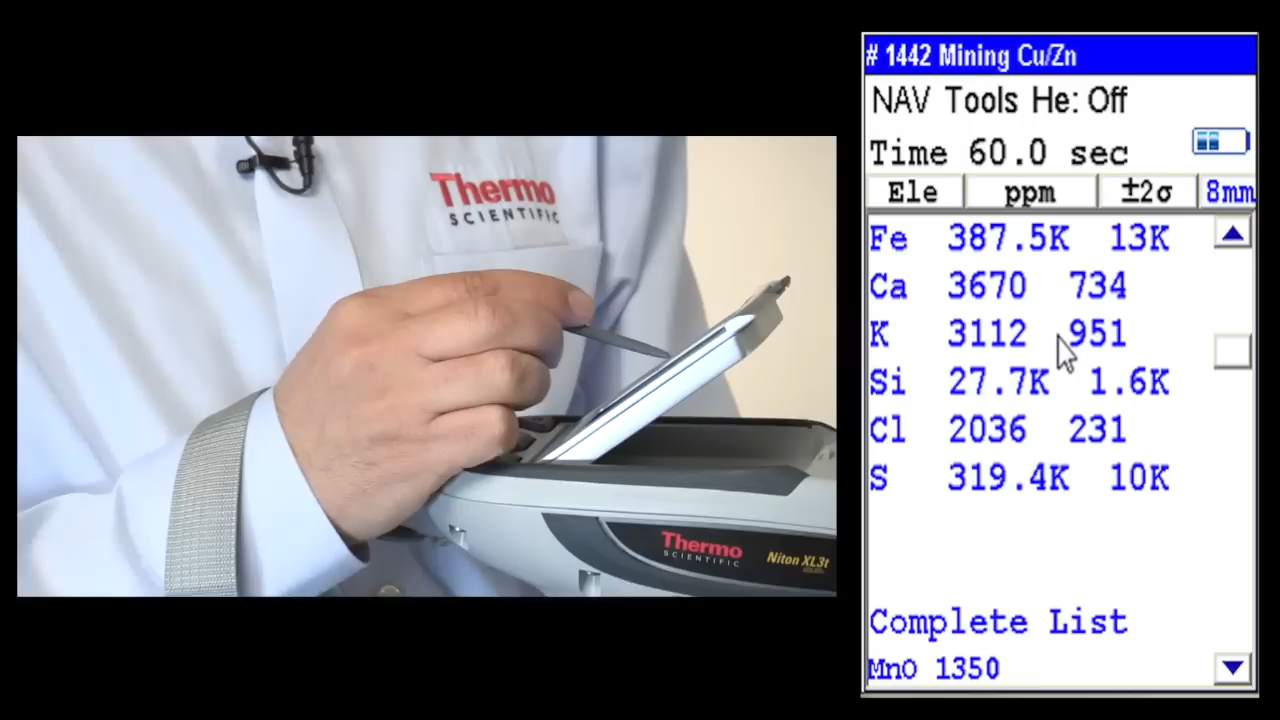 Thermo
SCIENTIFIC
Thermo
SCIENTIFIC
Niton XL3t
# 1442 Mining Cu/Zn
NAV Tools He: Off
Time 60.0 sec
Ele ppm ±2σ 8mm
Fe 387.5K 13K
Ca 3670 734
K 3112 951
Si 27.7K 1.6K
Cl 2036 231
S 319.4K 10K
Complete List
MnO 1350